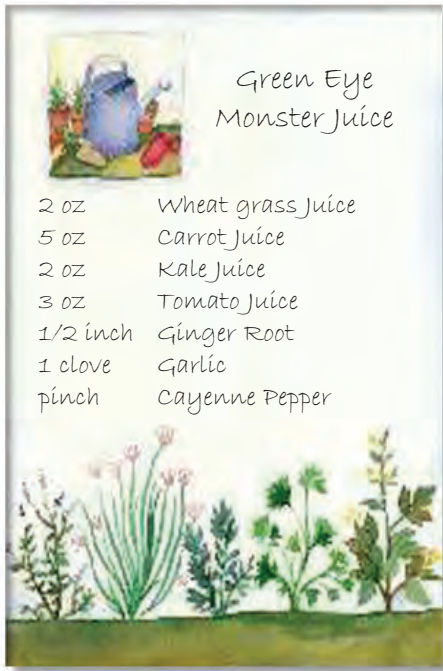 Green Eye
Monster Juice
2 oz Wheat grass Juice
5 oz Carrot Juice
2 oz Kale Juice
3 oz Tomato Juice
1/2 inch Ginger Root
1 clove Garlic
pinch Cayenne Pepper